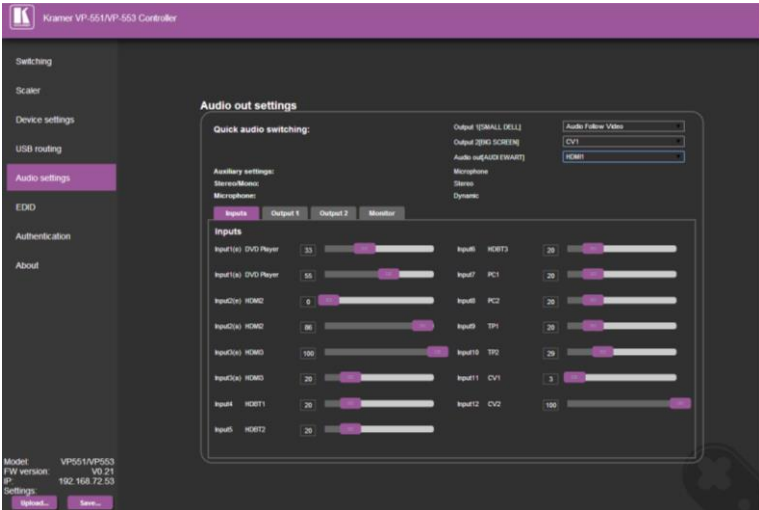 K
Kramer VP-551/VP-553 Controller
Switching
Scaler
Device settings
USB routing
Audio settings
EDID
Authentication
About
Audio out settings
Quick audio switching:
Output 1[SMALL DELL] Audio Follow Video
Output 2[BIG SCREEN] CV1
Audio out[AUDI EWART] HDMI1
Auxiliary settings: Microphone
Stereo/Mono: Stereo
Microphone: Dynamic
Inputs Output 1 Output 2 Monitor
Inputs
Input1(e) DVD Player 33
Input1(a) DVD Player 55
Input2(e) HDMI2 0
Input2(a) HDMI2 86
Input3(e) HDMI3 100
Input3(a) HDMI3 20
Input4 HDBT1 20
Input5 HDBT2 20
Input6 HDBT3 20
Input7 PC1 20
Input8 PC2 20
Input9 TP1 20
Input10 TP2 29
Input11 CV1 3
Input12 CV2 100
Model: VP551/VP553
FW version: V0.21
IP: 192.168.72.53
Settings:
Upload... Save...